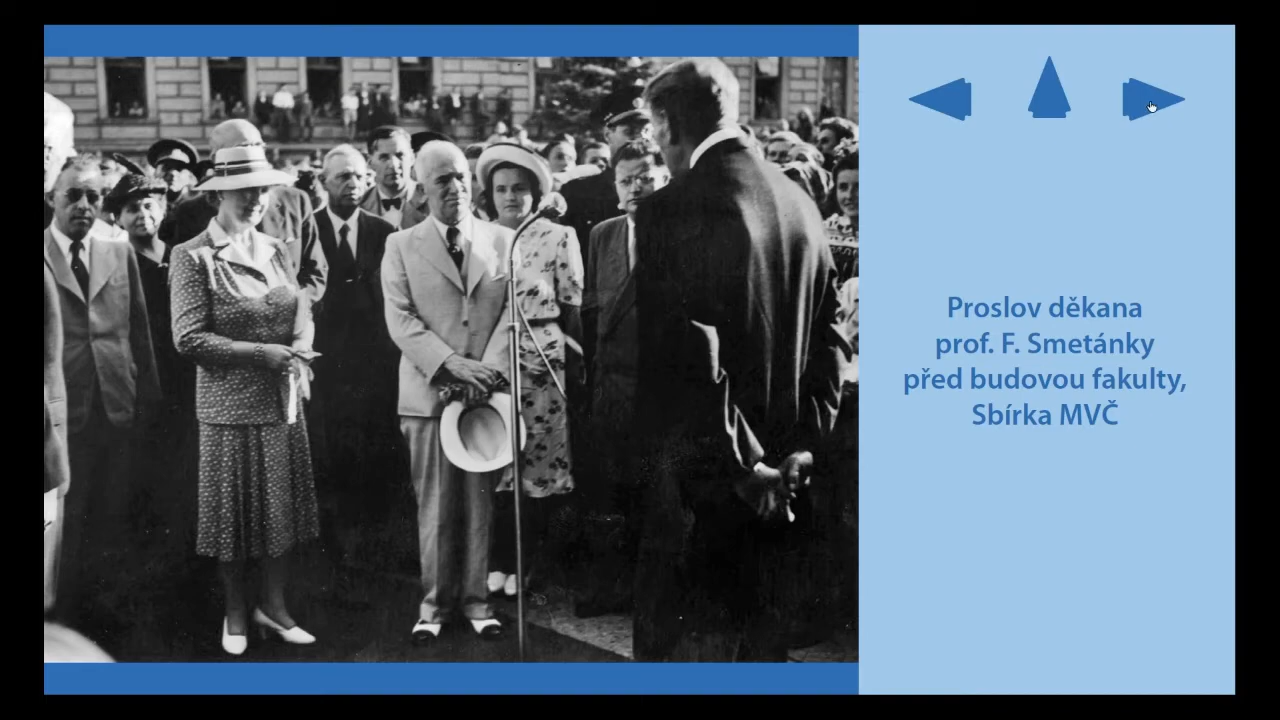 Proslov děkana
prof. F. Smetánky
před budovou fakulty,
Sbírka MVČ